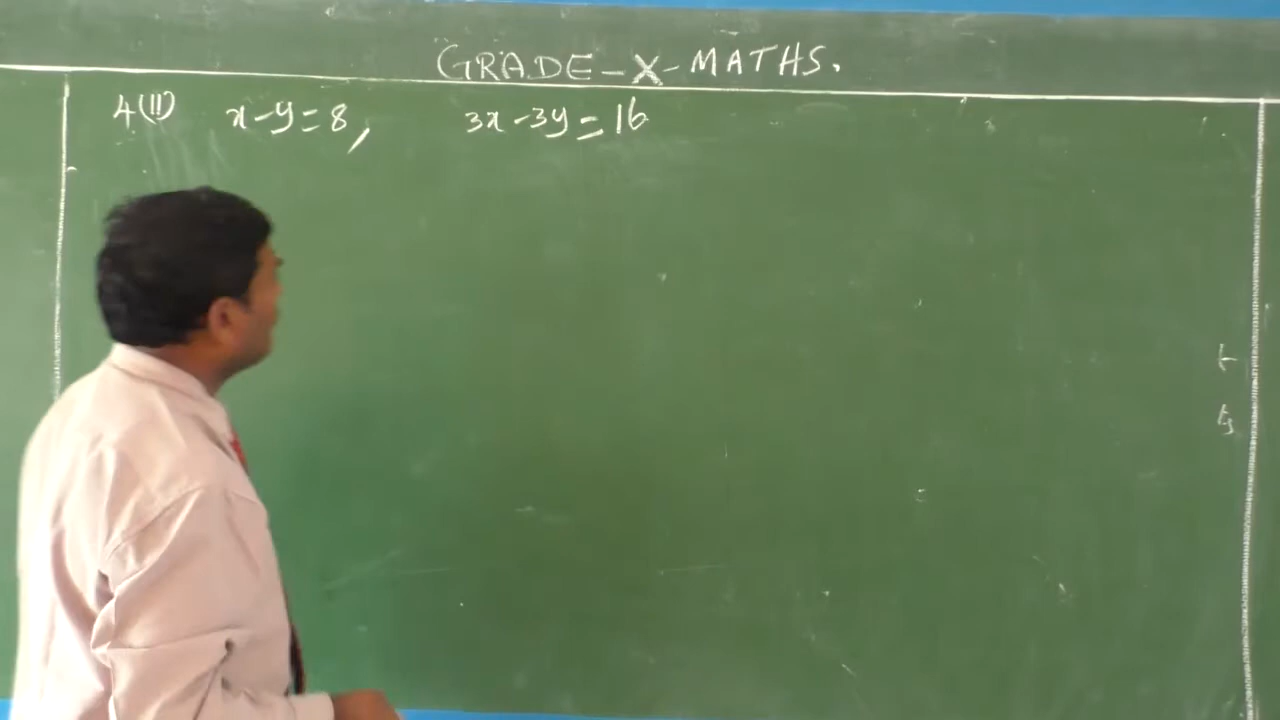 GRADE-X-MATHS.
4(II) x-y=8, 3x-3y=16